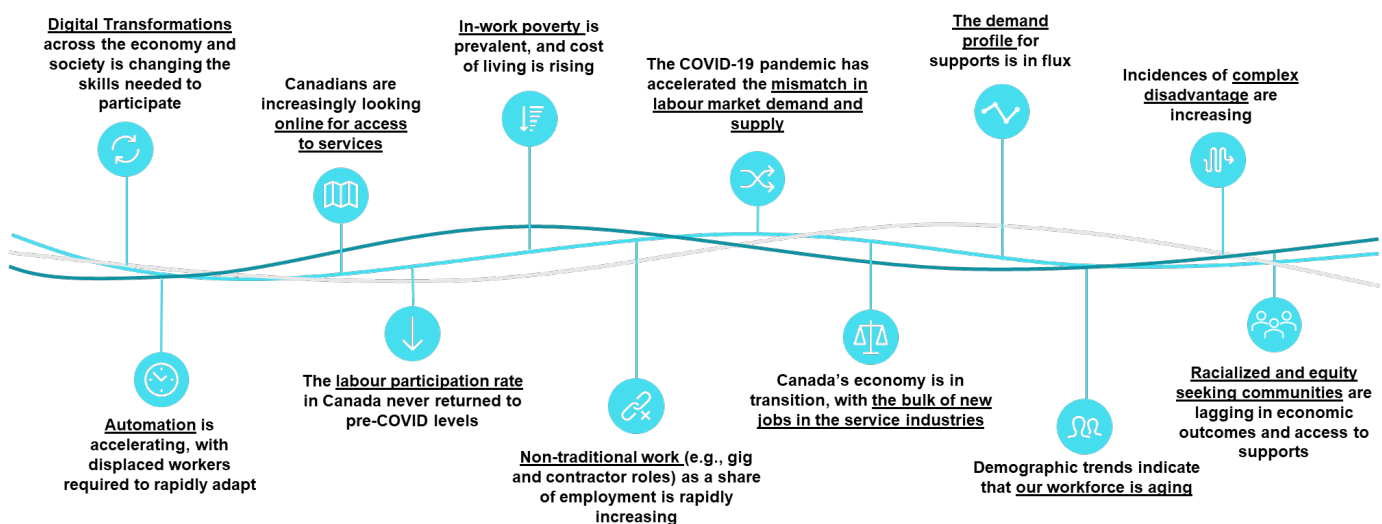 Digital Transformations
across the economy and
society is changing the
skills needed to
participate
Canadians are
increasingly looking
online for access
to services
In-work poverty is
prevalent, and cost
of living is rising
The COVID-19 pandemic has
accelerated the mismatch in
labour market demand and
supply
The demand
profile for
supports is in flux
Incidences of complex
disadvantage are
increasing
Automation is
accelerating, with
displaced workers
required to rapidly adapt
The labour participation rate
in Canada never returned to
pre-COVID levels
Non-traditional work (e.g., gig
and contractor roles) as a share
of employment is rapidly
increasing
Canada’s economy is in
transition, with the bulk of new
jobs in the service industries
Demographic trends indicate
that our workforce is aging
Racialized and equity
seeking communities are
lagging in economic
outcomes and access to
supports